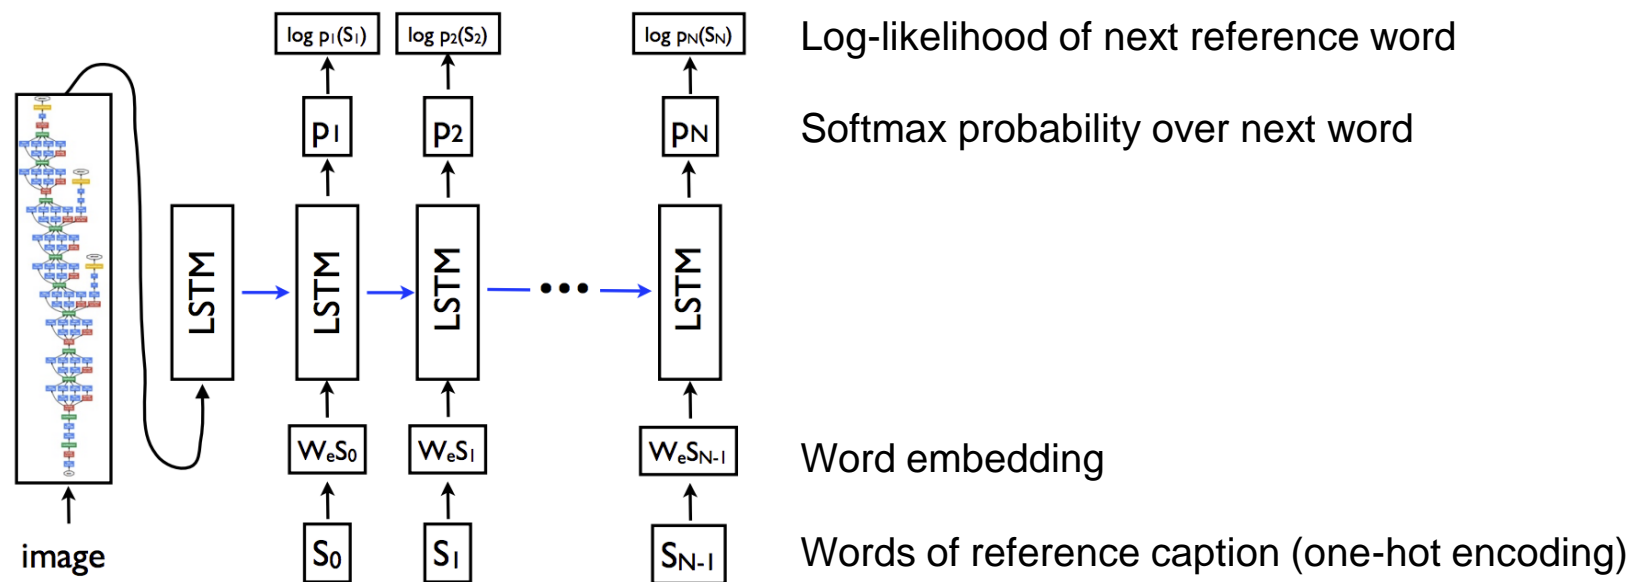 log p₁(S₁) log p₂(S₂) log pN(SN) Log-likelihood of next reference word
p₁ p₂ pN Softmax probability over next word
LSTM LSTM LSTM ••• LSTM
WeS₀ WeS₁ WeSN-1 Word embedding
image S₀ S₁ SN-1 Words of reference caption (one-hot encoding)